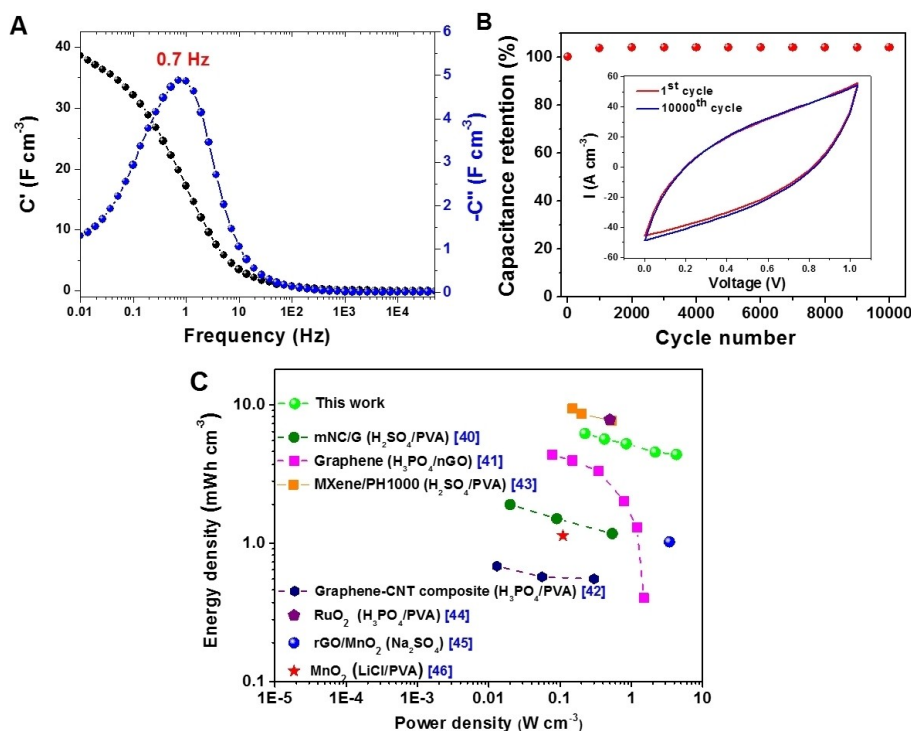 A
0.7 Hz
C' (F cm⁻³)
-C'' (F cm⁻³)
40
30
20
10
0
6
5
4
3
2
1
0
0.01 0.1 1 10 1E2 1E3 1E4
Frequency (Hz)
B
Capacitance retention (%)
100
80
60
40
20
0
1st cycle
10000th cycle
I (A cm⁻³)
60
40
20
0
-20
-40
-60
0.0 0.2 0.4 0.6 0.8 1.0
Voltage (V)
0 2000 4000 6000 8000 10000
Cycle number
C
Energy density (mWh cm⁻³)
10.0
1.0
0.1
This work
mNC/G (H₂SO₄/PVA) [40]
Graphene (H₃PO₄/nGO) [41]
MXene/PH1000 (H₂SO₄/PVA) [43]
Graphene-CNT composite (H₃PO₄/PVA) [42]
RuO₂ (H₃PO₄/PVA) [44]
rGO/MnO₂ (Na₂SO₄) [45]
MnO₂ (LiCl/PVA) [46]
1E-5 1E-4 1E-3 0.01 0.1 1 10
Power density (W cm⁻³)